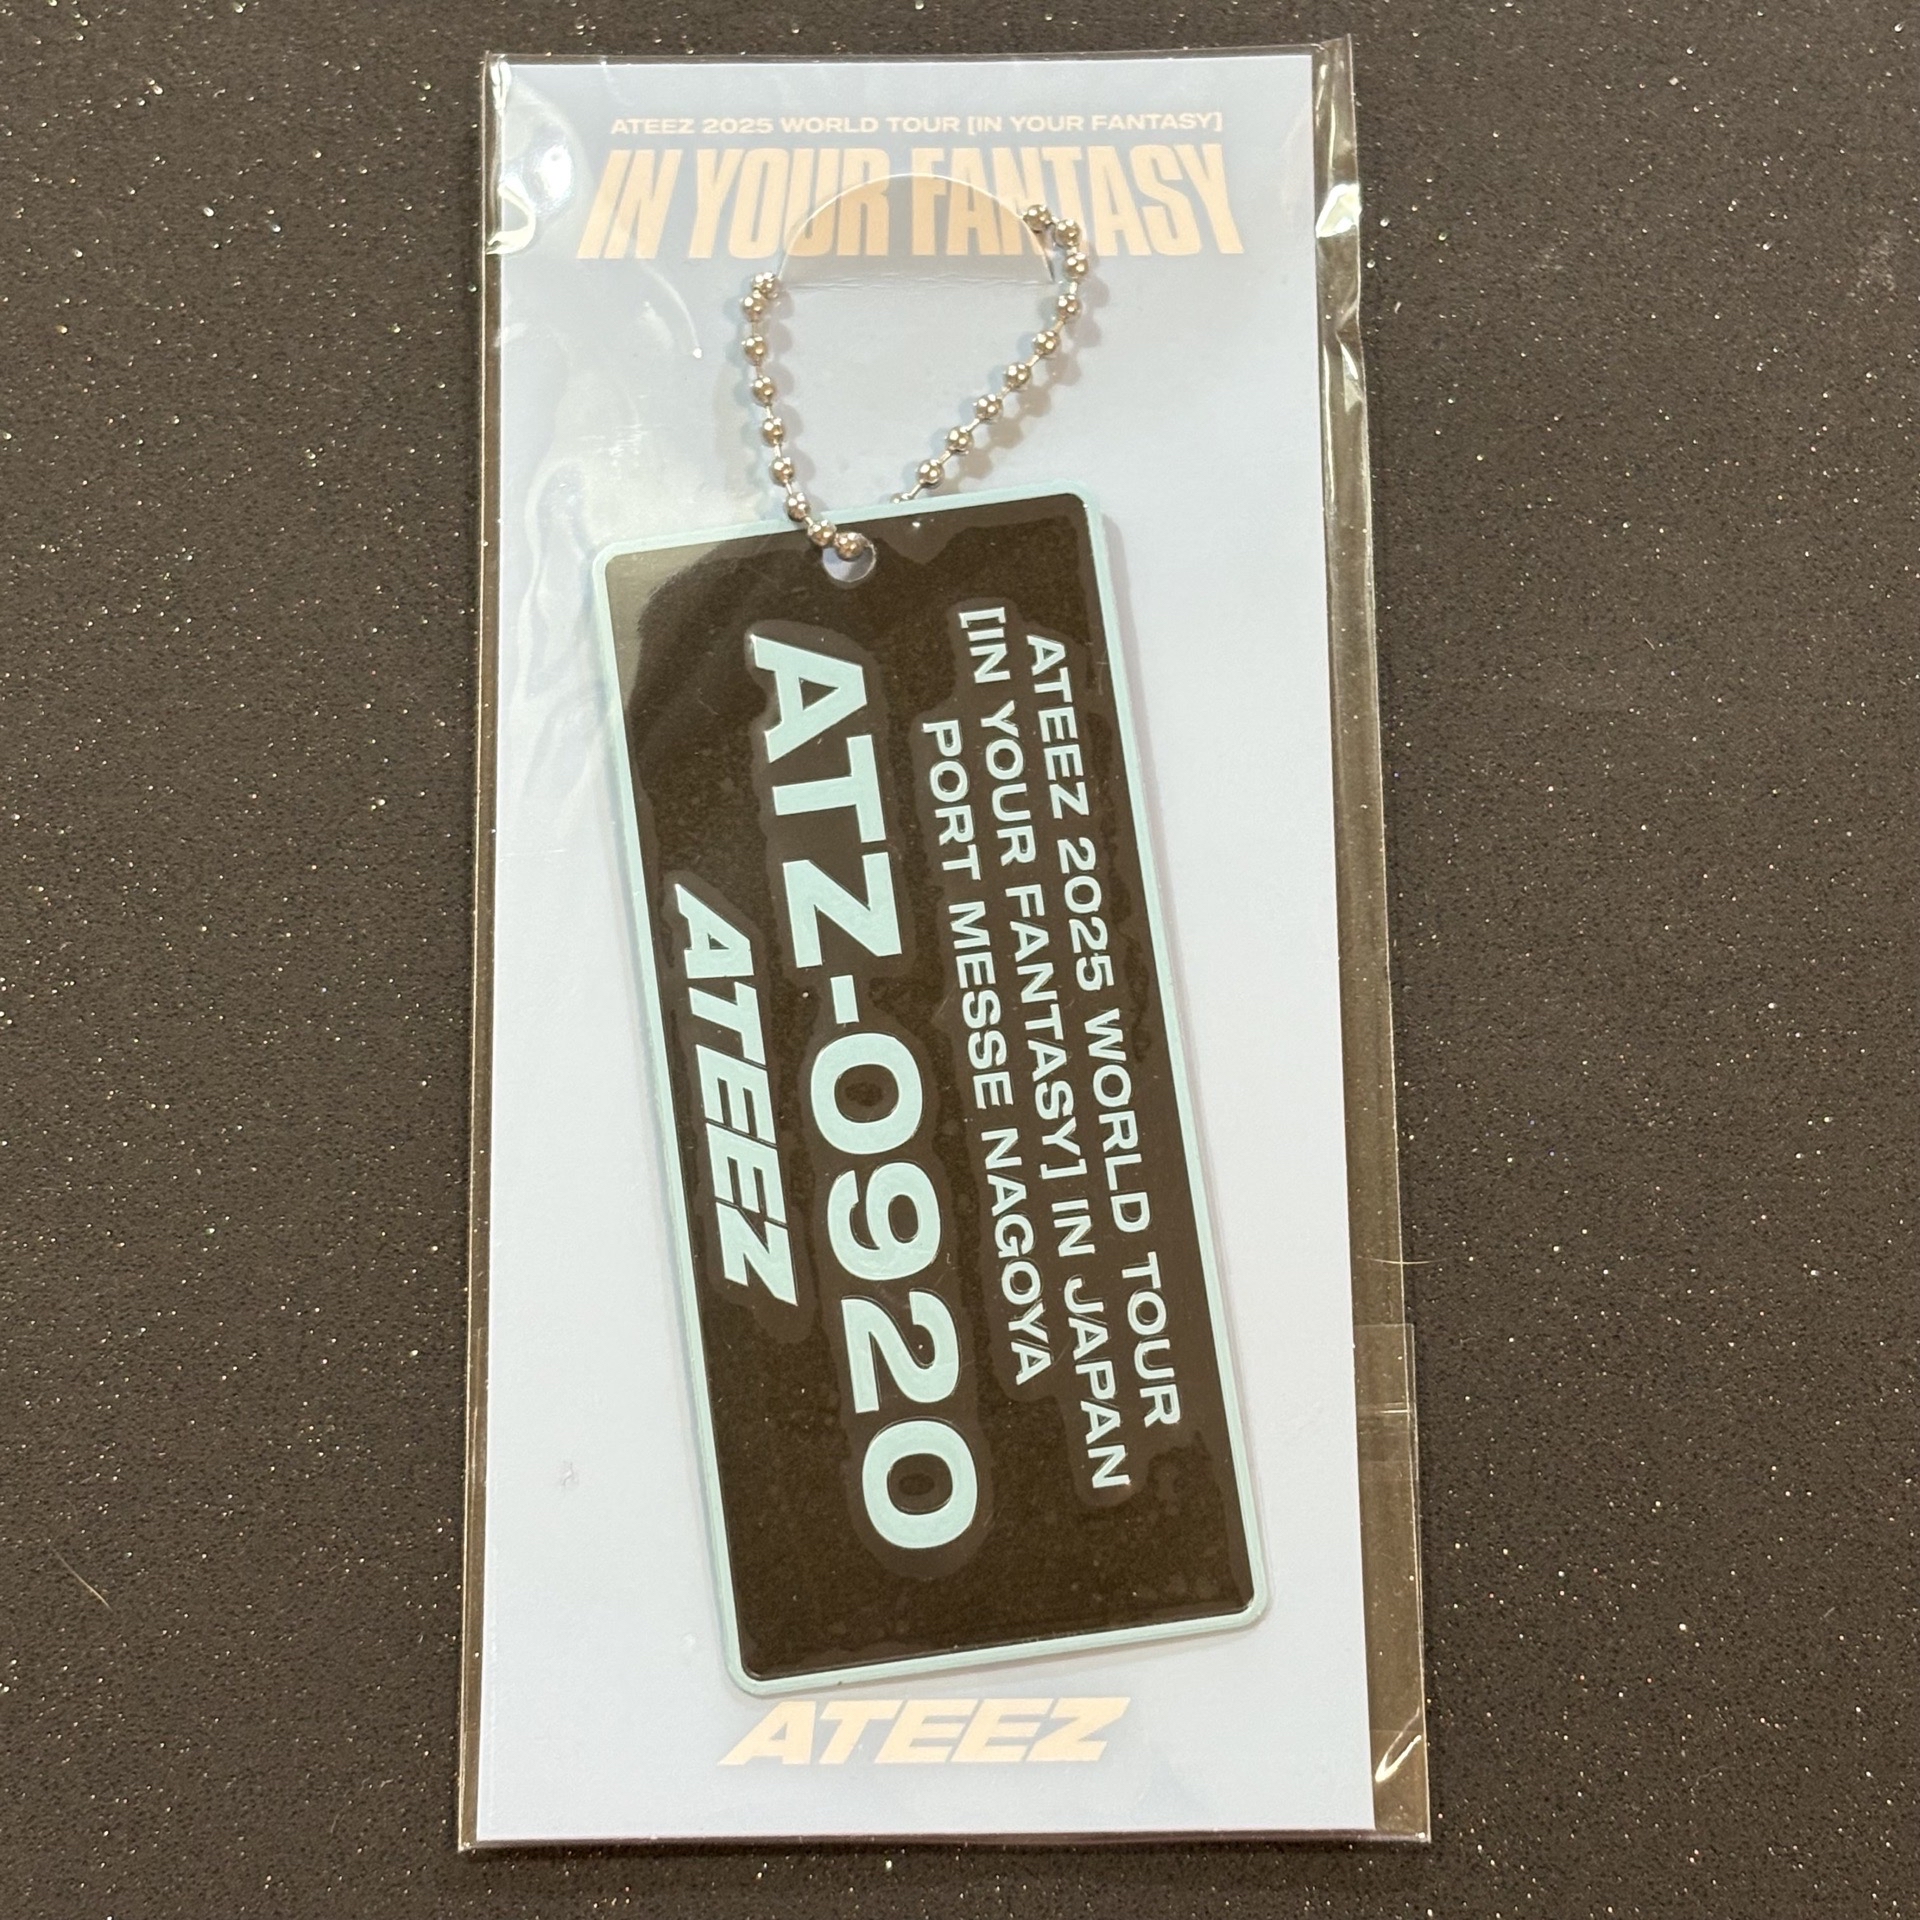 ATEEZ 2025 WORLD TOUR [IN YOUR FANTASY]
IN YOUR FANTASY
ATEEZ 2025 WORLD TOUR
[IN YOUR FANTASY] IN JAPAN
PORT MESSE NAGOYA
ATZ-0920
ATEEZ
ATEEZ